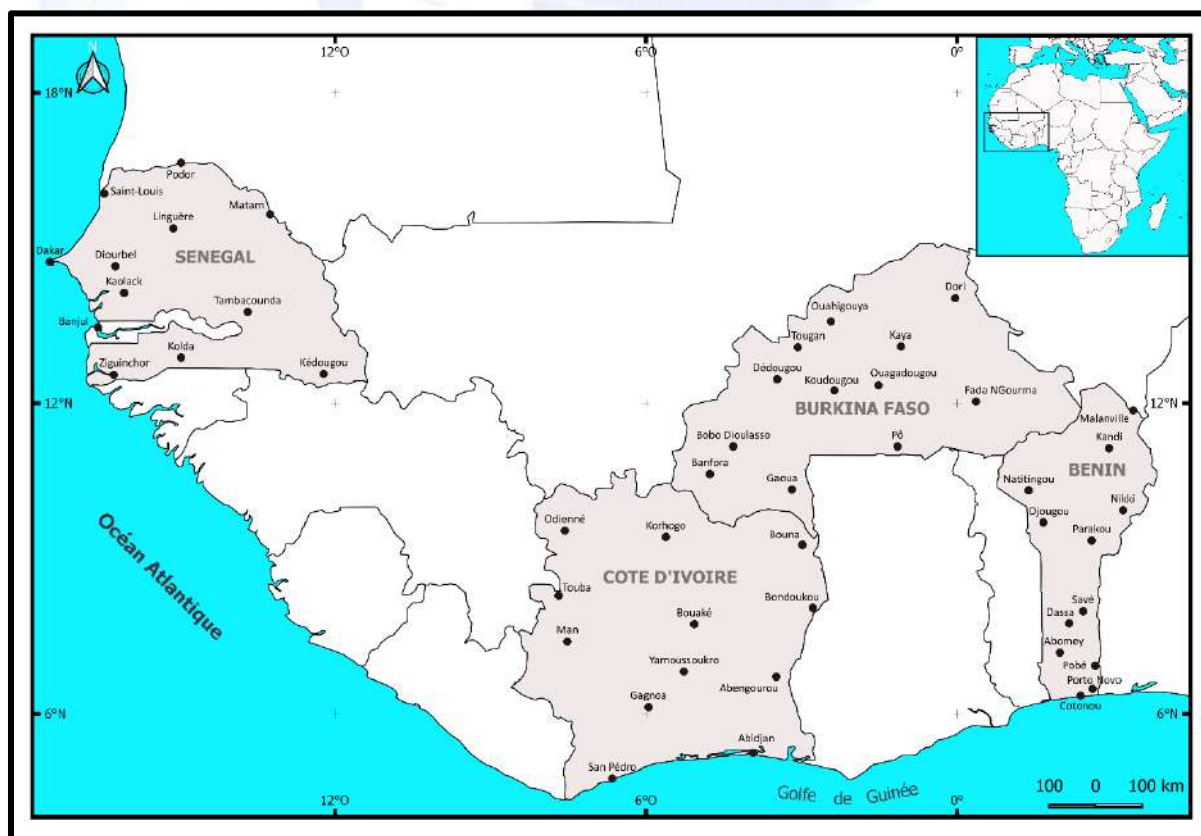 N
12°O
6°O
0°
18°N
18°N
Podor
Saint-Louis
Matam
Linguère
Dakar
Diourbel
SENEGAL
Kaolack
Tambacounda
Banjul
Kolda
Ziguinchor
Kédougou
Dori
Ouahigouya
Tougan
Kaya
Dédougou
Koudougou
Ouagadougou
Fada NGourma
12°N
12°N
BURKINA FASO
Malanville
Bobo Dioulasso
Pô
Kandi
Banfora
BENIN
Gaoua
Natitingou
Nikki
Odienné
Korhogo
Bouna
Djougou
Parakou
Océan Atlantique
COTE D'IVOIRE
Touba
Bondoukou
Savé
Bouaké
Dassa
Man
Abomey
Yamoussoukro
Pobé
Abengourou
Porto Novo
Gagnoa
Cotonou
6°N
6°N
Abidjan
San Pédro
Golfe de Guinée
100 0 100 km
12°O
6°O
0°